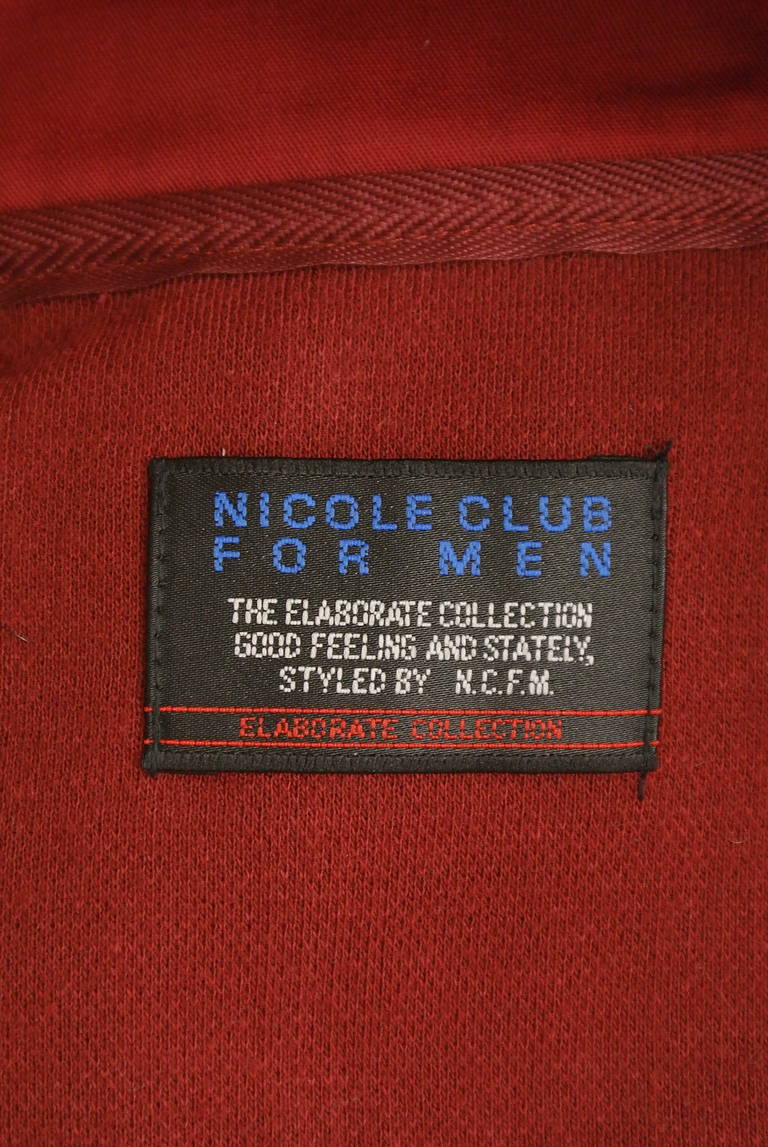 NICOLE CLUB
FOR MEN
THE ELABORATE COLLECTION
GOOD FEELING AND STATELY,
STYLED BY N.C.F.M.
ELABORATE COLLECTION